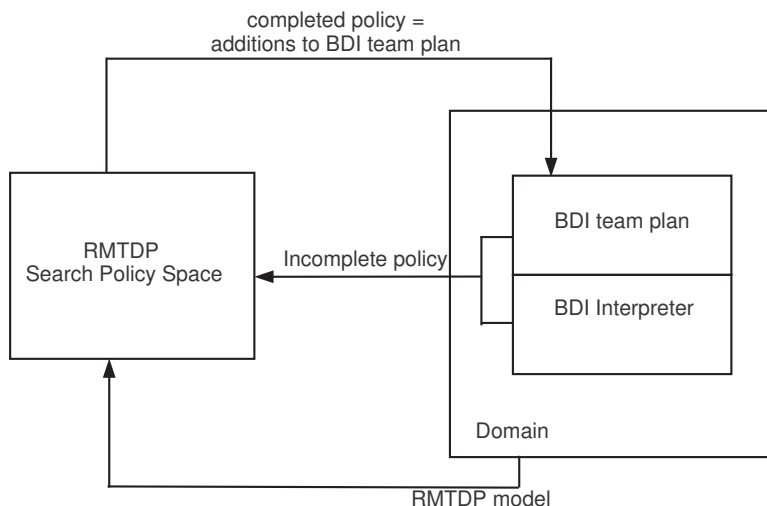 completed policy =
additions to BDI team plan
BDI team plan
RMTDP
Search Policy Space
Incomplete policy
BDI Interpreter
Domain
RMTDP model